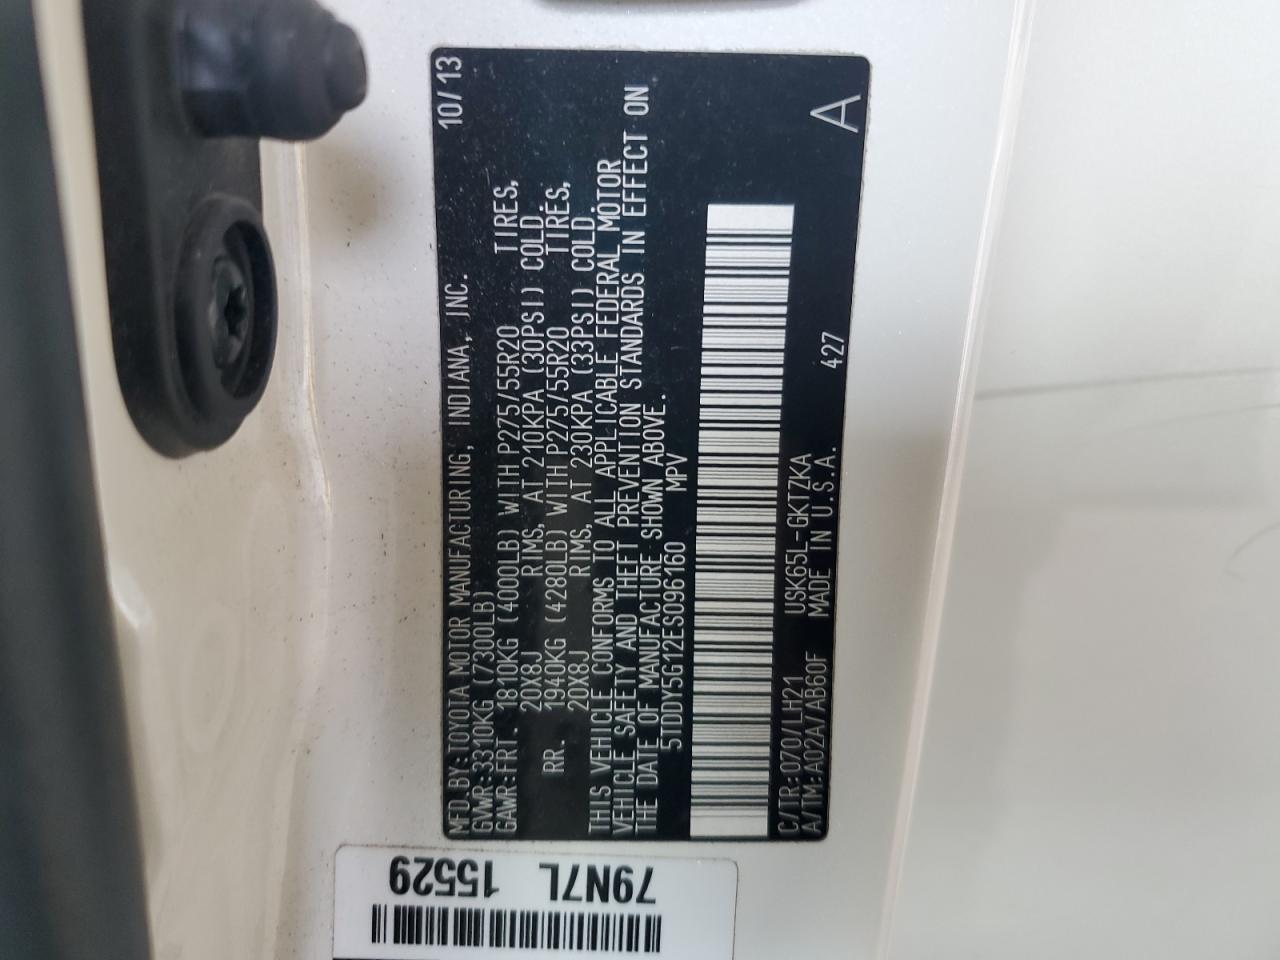 MFD.BY:TOYOTA MOTOR MANUFACTURING, INDIANA, INC. 10/13
GVWR:3310KG (7300LB)
GAWR:FRT. 1810KG (4000LB) WITH P275/55R20 TIRES,
20X8J RIMS, AT 210KPA (30PSI) COLD.
RR. 1940KG (4280LB) WITH P275/55R20 TIRES,
20X8J RIMS, AT 230KPA (33PSI) COLD.
THIS VEHICLE CONFORMS TO ALL APPLICABLE FEDERAL MOTOR
VEHICLE SAFETY AND THEFT PREVENTION STANDARDS IN EFFECT ON
THE DATE OF MANUFACTURE SHOWN ABOVE.
5TDDY5G12ES096160 MPV
C/TR:070/LH21 USK65L-GKTZKA
A/TM:A02A/AB60F MADE IN U.S.A. 427 A
79N7L
15529